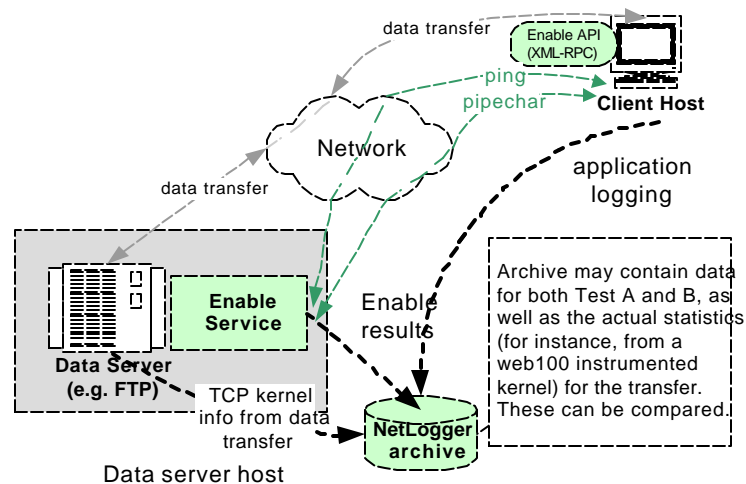 data transfer
Enable API
(XML-RPC)
ping
pipechar
Client Host
Network
application
logging
data transfer
Enable
Service
Enable
results
Archive may contain data
for both Test A and B, as
well as the actual statistics
(for instance, from a
web100 instrumented
kernel) for the transfer.
These can be compared.
Data Server
(e.g. FTP)
TCP kernel
info from data
transfer
NetLogger
archive
Data server host